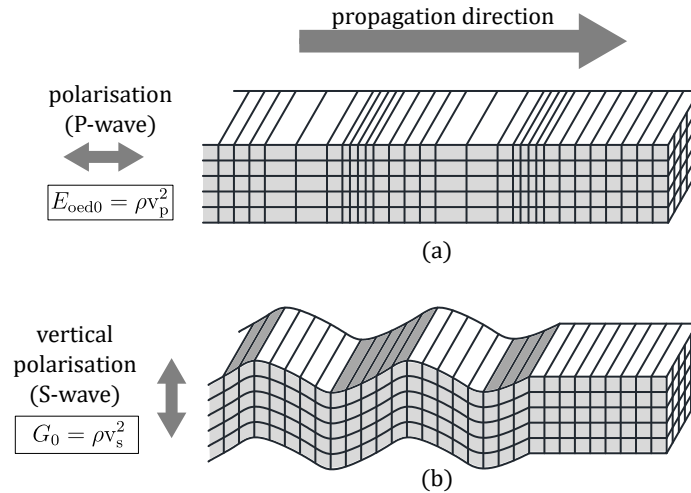 propagation direction
polarisation
(P-wave)
E_oed0 = ρv_p^2
(a)
vertical
polarisation
(S-wave)
G_0 = ρv_s^2
(b)